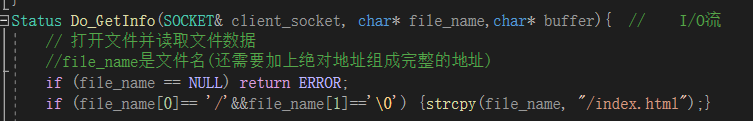 Status Do_GetInfo(SOCKET& client_socket, char* file_name,char* buffer){ // I/O流
// 打开文件并读取文件数据
//file_name是文件名(还需要加上绝对地址组成完整的地址)
if (file_name == NULL) return ERROR;
if (file_name[0]== '/'&&file_name[1]=='\0') {strcpy(file_name, "/index.html");}